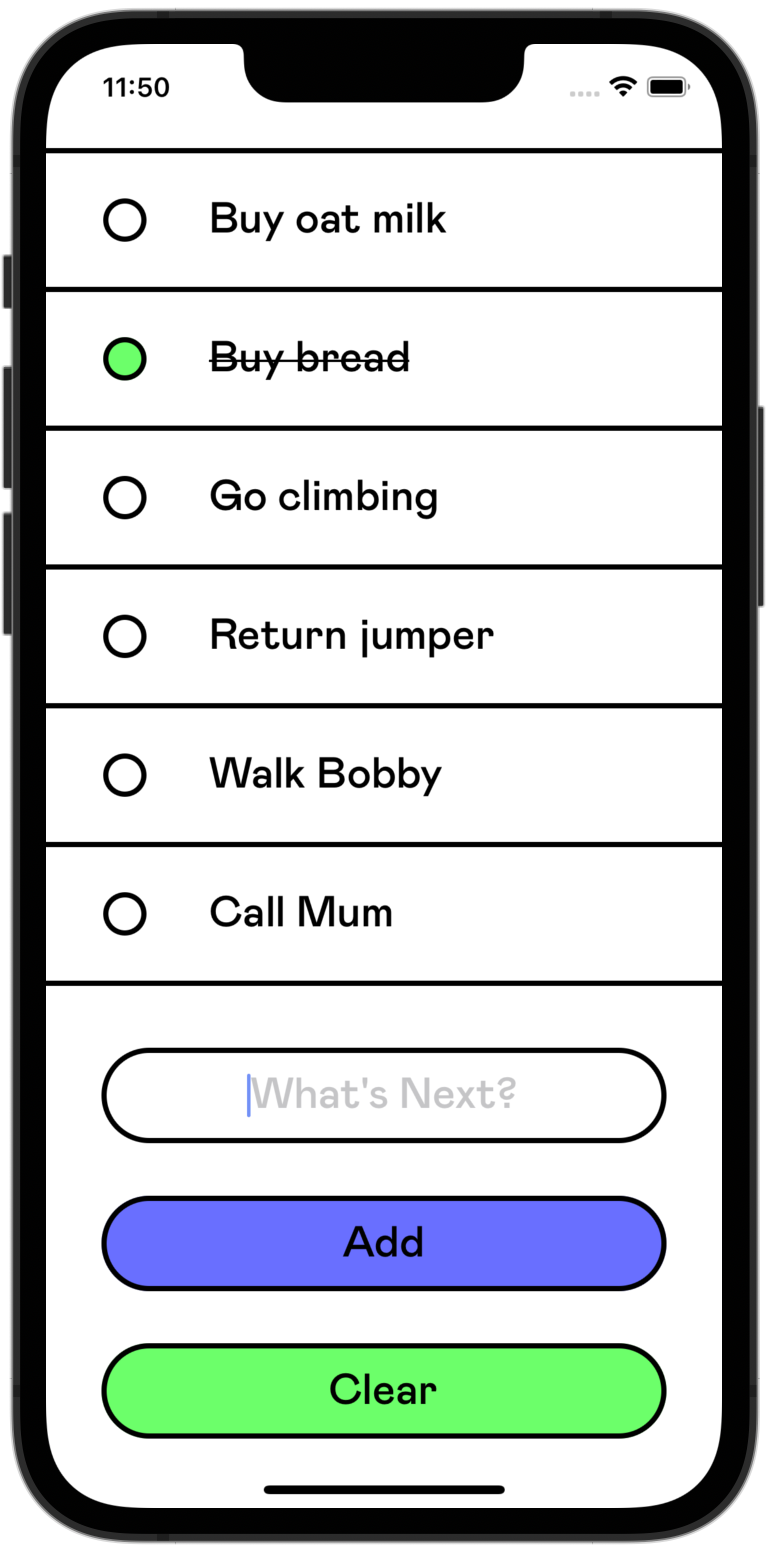 11:50
Buy oat milk
Buy bread
Go climbing
Return jumper
Walk Bobby
Call Mum
What's Next?
Add
Clear